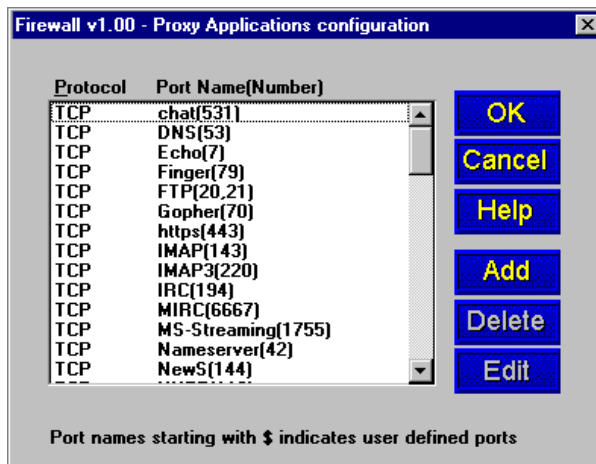 Firewall v1.00 - Proxy Applications configuration
Protocol Port Name(Number)
TCP chat(531)
TCP DNS(53)
TCP Echo(7)
TCP Finger(79)
TCP FTP(20,21)
TCP Gopher(70)
TCP https(443)
TCP IMAP(143)
TCP IMAP3(220)
TCP IRC(194)
TCP MIRC(6667)
TCP MS-Streaming(1755)
TCP Nameserver(42)
TCP NewS(144)
OK
Cancel
Help
Add
Delete
Edit
Port names starting with $ indicates user defined ports